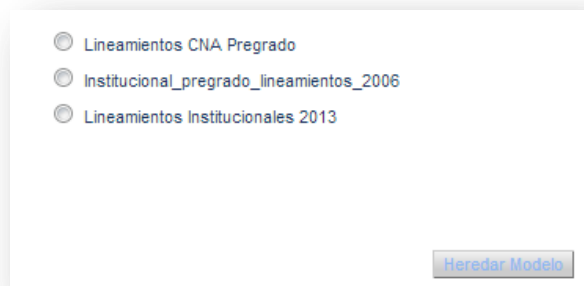 Lineamientos CNA Pregrado
Institucional_pregrado_lineamientos_2006
Lineamientos Institucionales 2013
Heredar Modelo